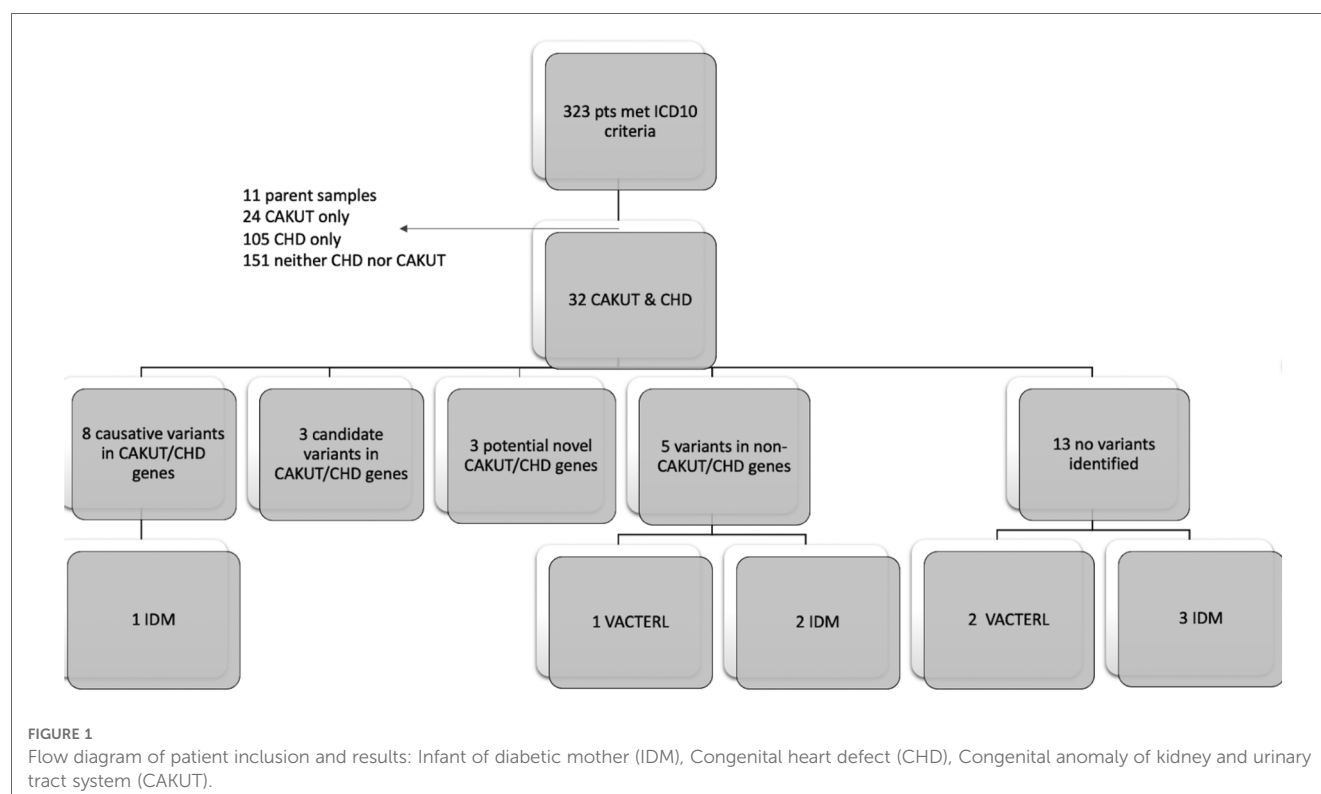 323 pts met ICD10
criteria
11 parent samples
24 CAKUT only
105 CHD only
151 neither CHD nor CAKUT
32 CAKUT & CHD
8 causative variants
in CAKUT/CHD
genes
3 candidate
variants in
CAKUT/CHD genes
3 potential novel
CAKUT/CHD genes
5 variants in non-
CAKUT/CHD genes
13 no variants
identified
1 IDM
1 VACTERL
2 IDM
2 VACTERL
3 IDM
FIGURE 1
Flow diagram of patient inclusion and results: Infant of diabetic mother (IDM), Congenital heart defect (CHD), Congenital anomaly of kidney and urinary
tract system (CAKUT).